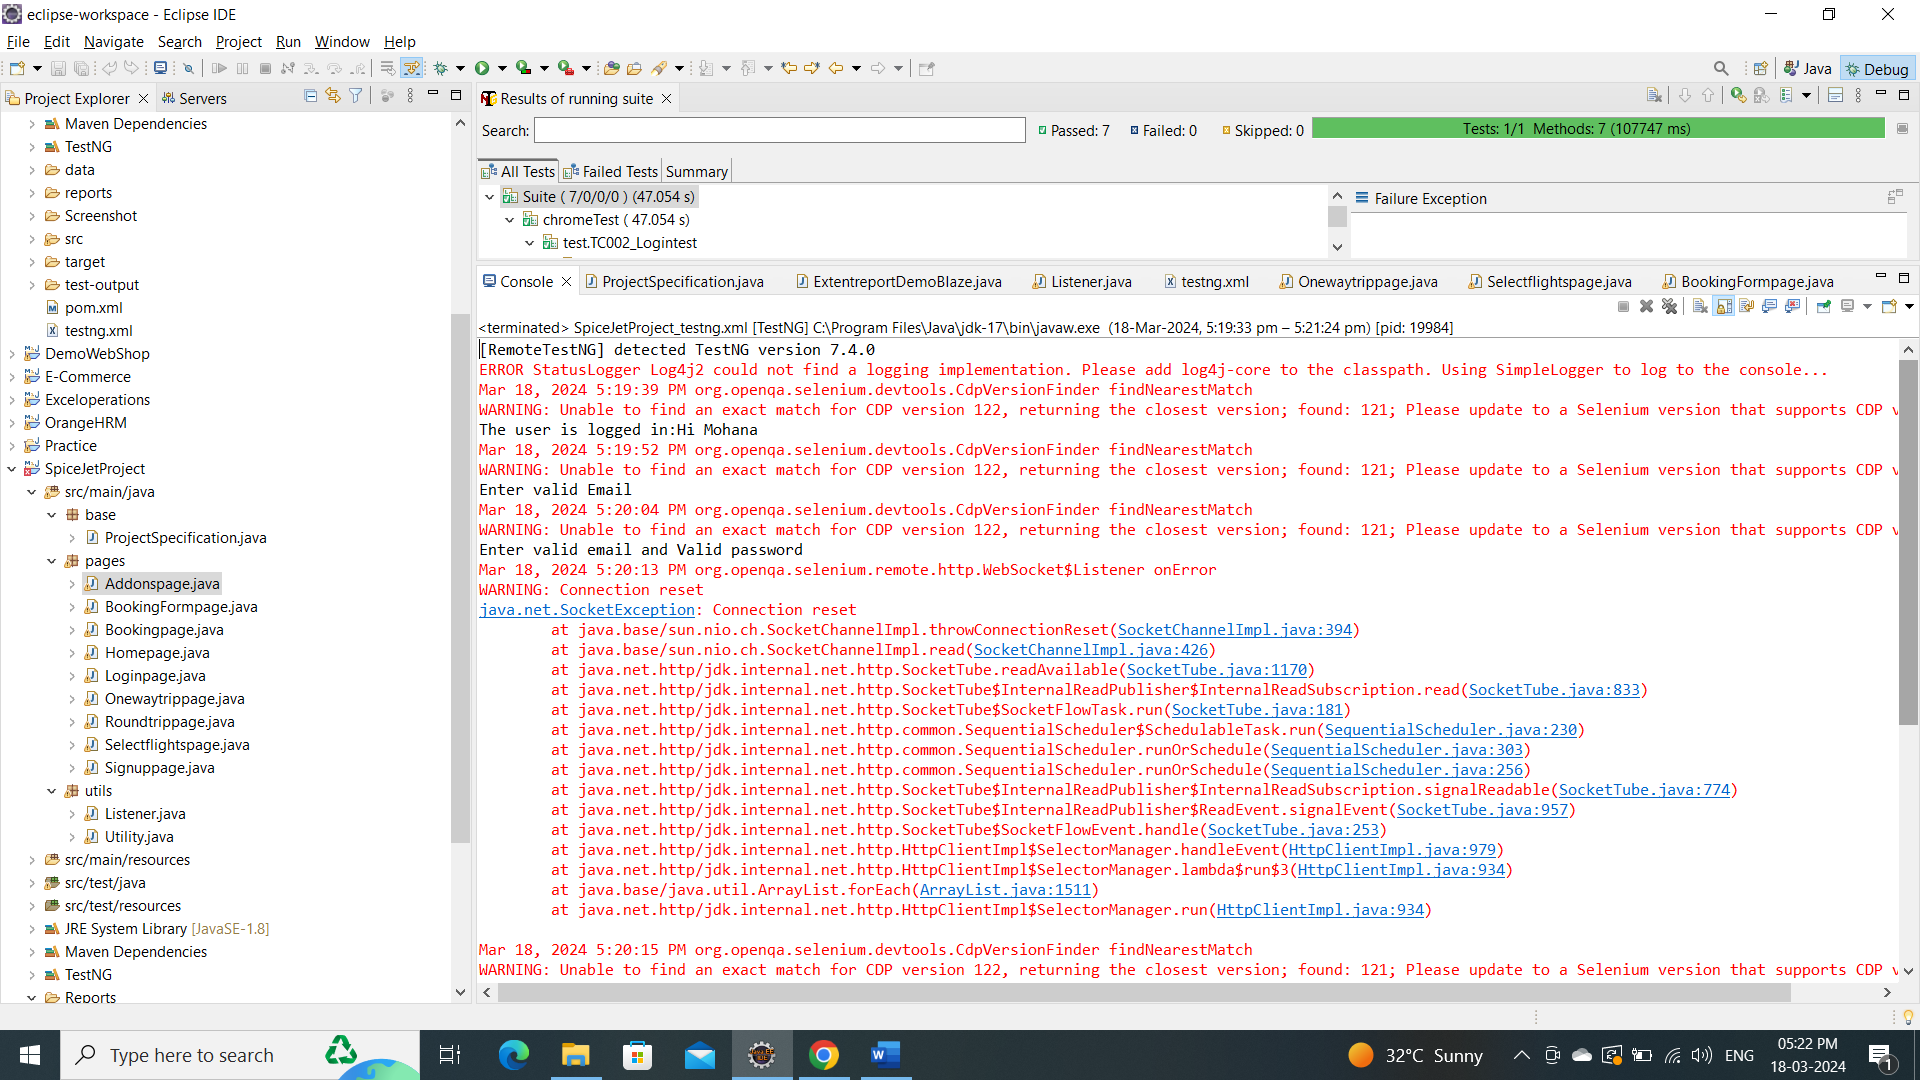 eclipse-workspace - Eclipse IDE
File Edit Navigate Search Project Run Window Help
Java Debug
Project Explorer Servers
Maven Dependencies
TestNG
data
reports
Screenshot
src
target
test-output
pom.xml
testng.xml
DemoWebShop
E-Commerce
Exceloperations
OrangeHRM
Practice
SpiceJetProject
src/main/java
base
ProjectSpecification.java
pages
Addonspage.java
BookingFormpage.java
Bookingpage.java
Homepage.java
Loginpage.java
Onewaytrippage.java
Roundtrippage.java
Selectflightspage.java
Signuppage.java
utils
Listener.java
Utility.java
src/main/resources
src/test/java
src/test/resources
JRE System Library [JavaSE-1.8]
Maven Dependencies
TestNG
Reports
Results of running suite
Search: Passed: 7 Failed: 0 Skipped: 0 Tests: 1/1 Methods: 7 (107747 ms)
All Tests Failed Tests Summary
Suite ( 7/0/0/0 ) (47.054 s)
chromeTest ( 47.054 s)
test.TC002_Logintest
Failure Exception
Console ProjectSpecification.java ExtentreportDemoBlaze.java Listener.java testng.xml Onewaytrippage.java Selectflightspage.java BookingFormpage.java
<terminated> SpiceJetProject_testng.xml [TestNG] C:\Program Files\Java\jdk-17\bin\javaw.exe (18-Mar-2024, 5:19:33 pm – 5:21:24 pm) [pid: 19984]
[RemoteTestNG] detected TestNG version 7.4.0
ERROR StatusLogger Log4j2 could not find a logging implementation. Please add log4j-core to the classpath. Using SimpleLogger to log to the console...
Mar 18, 2024 5:19:39 PM org.openqa.selenium.devtools.CdpVersionFinder findNearestMatch
WARNING: Unable to find an exact match for CDP version 122, returning the closest version; found: 121; Please update to a Selenium version that supports CDP v
The user is logged in:Hi Mohana
Mar 18, 2024 5:19:52 PM org.openqa.selenium.devtools.CdpVersionFinder findNearestMatch
WARNING: Unable to find an exact match for CDP version 122, returning the closest version; found: 121; Please update to a Selenium version that supports CDP v
Enter valid Email
Mar 18, 2024 5:20:04 PM org.openqa.selenium.devtools.CdpVersionFinder findNearestMatch
WARNING: Unable to find an exact match for CDP version 122, returning the closest version; found: 121; Please update to a Selenium version that supports CDP v
Enter valid email and Valid password
Mar 18, 2024 5:20:13 PM org.openqa.selenium.remote.http.WebSocket$Listener onError
WARNING: Connection reset
java.net.SocketException: Connection reset
at java.base/sun.nio.ch.SocketChannelImpl.throwConnectionReset(SocketChannelImpl.java:394)
at java.base/sun.nio.ch.SocketChannelImpl.read(SocketChannelImpl.java:426)
at java.net.http/jdk.internal.net.http.SocketTube.readAvailable(SocketTube.java:1170)
at java.net.http/jdk.internal.net.http.SocketTube$InternalReadPublisher$InternalReadSubscription.read(SocketTube.java:833)
at java.net.http/jdk.internal.net.http.SocketTube$SocketFlowTask.run(SocketTube.java:181)
at java.net.http/jdk.internal.net.http.common.SequentialScheduler$SchedulableTask.run(SequentialScheduler.java:230)
at java.net.http/jdk.internal.net.http.common.SequentialScheduler.runOrSchedule(SequentialScheduler.java:303)
at java.net.http/jdk.internal.net.http.common.SequentialScheduler.runOrSchedule(SequentialScheduler.java:256)
at java.net.http/jdk.internal.net.http.SocketTube$InternalReadPublisher$InternalReadSubscription.signalReadable(SocketTube.java:774)
at java.net.http/jdk.internal.net.http.SocketTube$InternalReadPublisher$ReadEvent.signalEvent(SocketTube.java:957)
at java.net.http/jdk.internal.net.http.SocketTube$SocketFlowEvent.handle(SocketTube.java:253)
at java.net.http/jdk.internal.net.http.HttpClientImpl$SelectorManager.handleEvent(HttpClientImpl.java:979)
at java.net.http/jdk.internal.net.http.HttpClientImpl$SelectorManager.lambda$run$3(HttpClientImpl.java:934)
at java.base/java.util.ArrayList.forEach(ArrayList.java:1511)
at java.net.http/jdk.internal.net.http.HttpClientImpl$SelectorManager.run(HttpClientImpl.java:934)
Mar 18, 2024 5:20:15 PM org.openqa.selenium.devtools.CdpVersionFinder findNearestMatch
WARNING: Unable to find an exact match for CDP version 122, returning the closest version; found: 121; Please update to a Selenium version that supports CDP v
Type here to search
32°C Sunny
ENG
05:22 PM
18-03-2024
1